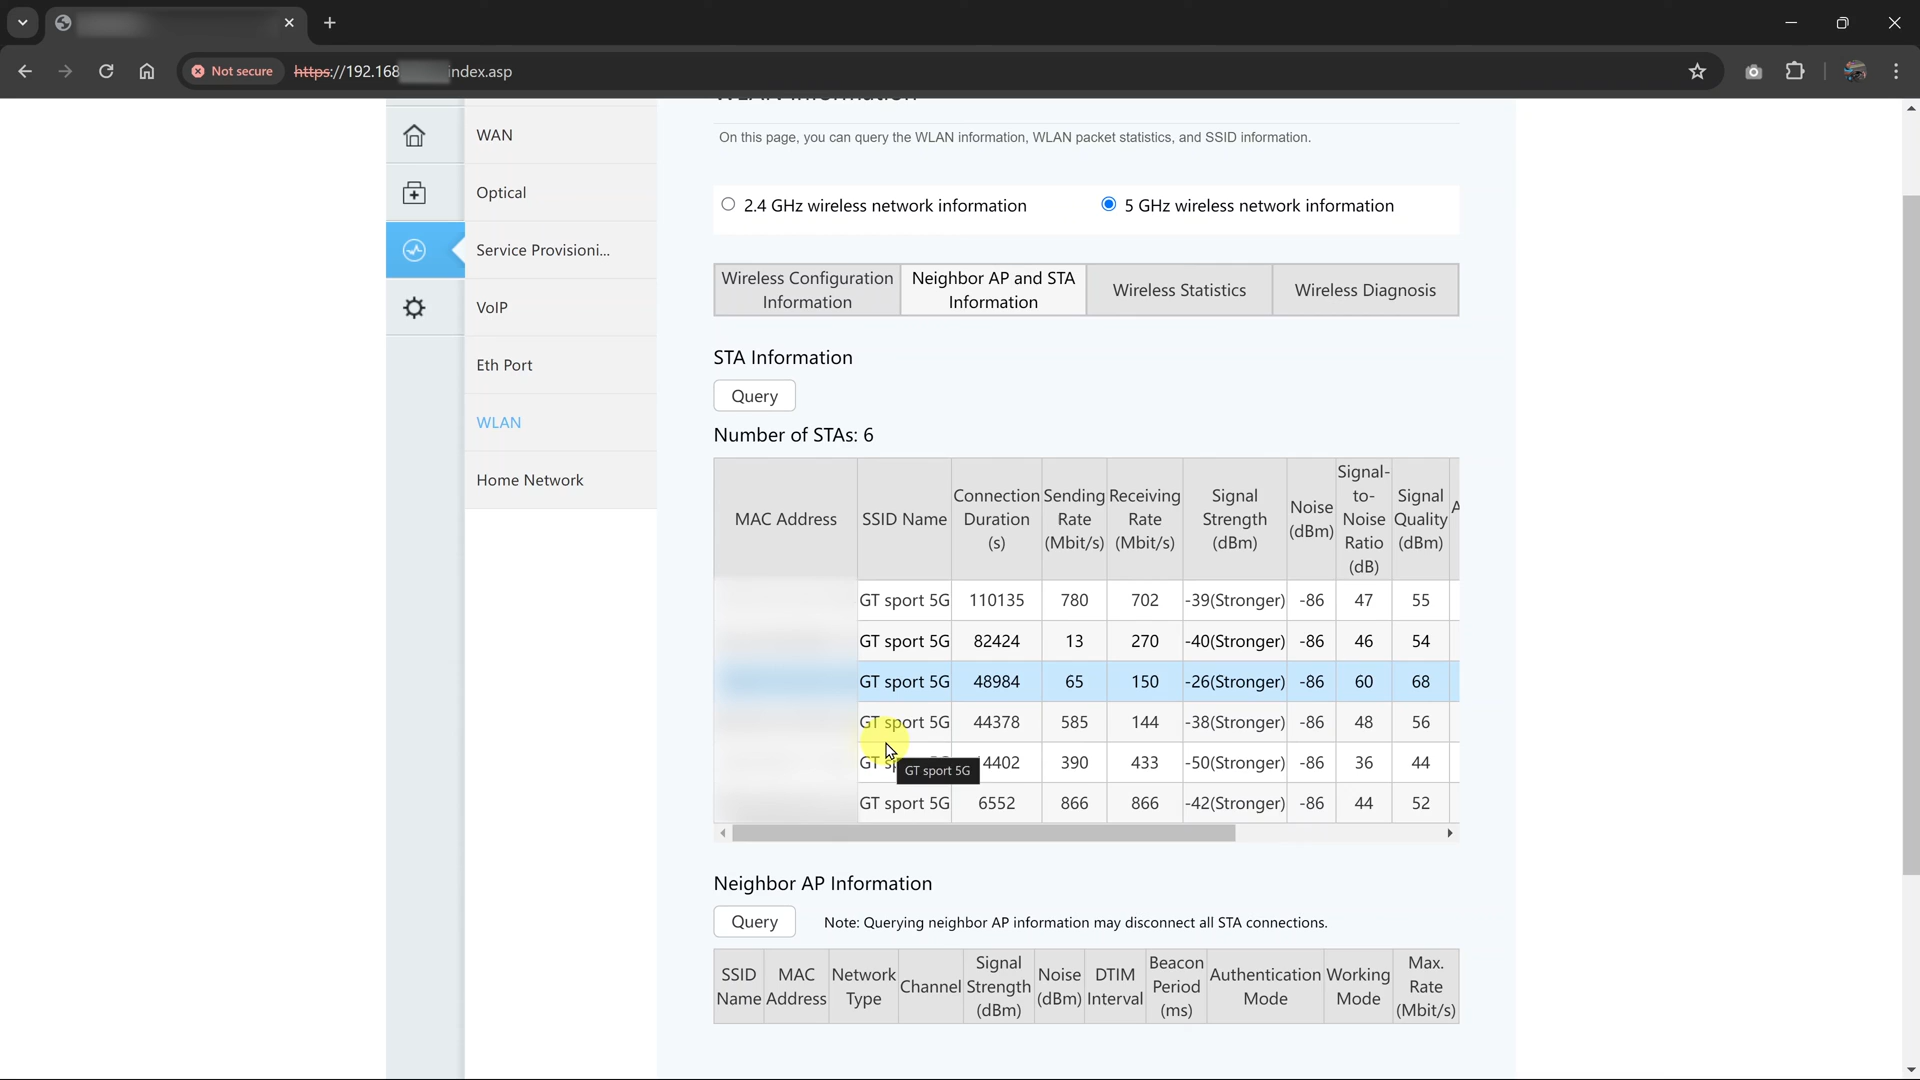 Not secure https://192.168 index.asp
WLAN Information
On this page, you can query the WLAN information, WLAN packet statistics, and SSID information.
WAN
Optical
Service Provisioni...
VoIP
Eth Port
WLAN
Home Network
2.4 GHz wireless network information 5 GHz wireless network information
Wireless Configuration Information
Neighbor AP and STA Information
Wireless Statistics
Wireless Diagnosis
STA Information
Query
Number of STAs: 6
MAC Address SSID Name Connection Duration (s) Sending Rate (Mbit/s) Receiving Rate (Mbit/s) Signal Strength (dBm) Noise (dBm) Signal-to-Noise Ratio (dB) Signal Quality (dBm) A
GT sport 5G 110135 780 702 -39(Stronger) -86 47 55
GT sport 5G 82424 13 270 -40(Stronger) -86 46 54
GT sport 5G 48984 65 150 -26(Stronger) -86 60 68
GT sport 5G 44378 585 144 -38(Stronger) -86 48 56
GT 4402 390 433 -50(Stronger) -86 36 44
GT sport 5G
GT sport 5G 6552 866 866 -42(Stronger) -86 44 52
Neighbor AP Information
Query Note: Querying neighbor AP information may disconnect all STA connections.
SSID Name MAC Address Network Type Channel Signal Strength (dBm) Noise (dBm) DTIM Interval Beacon Period (ms) Authentication Mode Working Mode Max. Rate (Mbit/s)